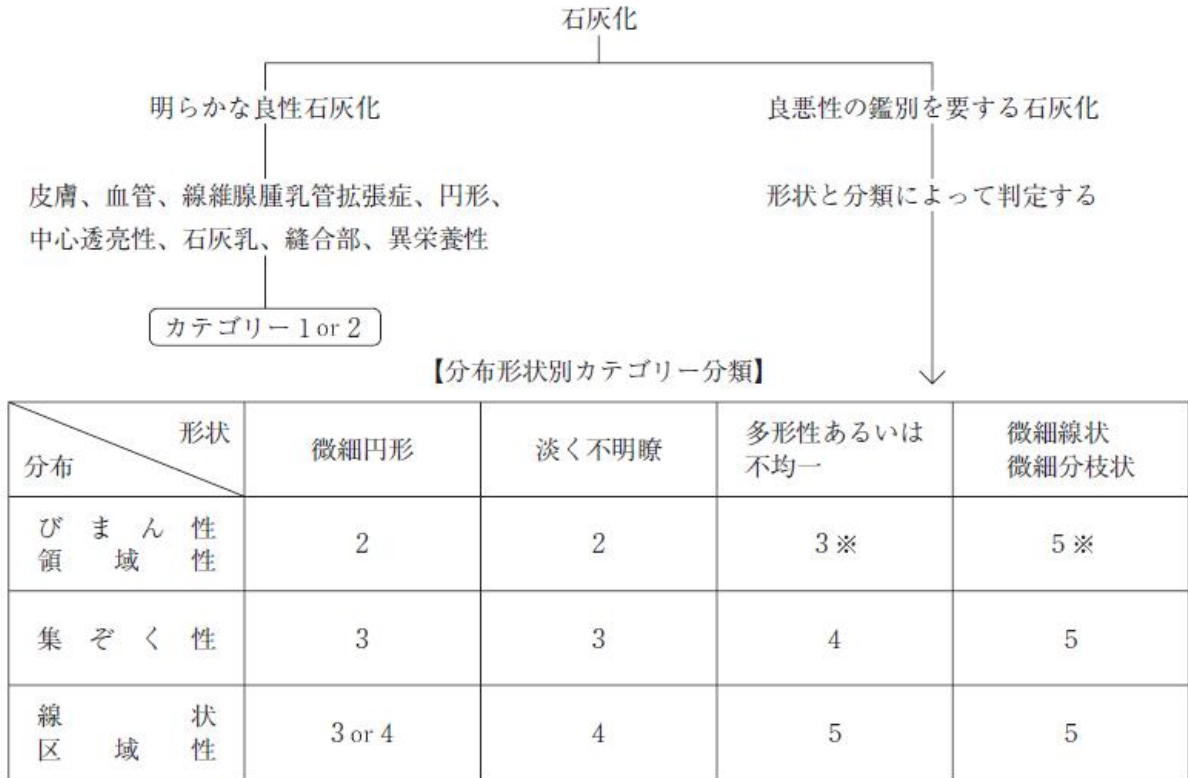 石灰化
明らかな良性石灰化
良悪性の鑑別を要する石灰化
皮膚、血管、線維腺腫乳管拡張症、円形、
中心透亮性、石灰乳、縫合部、異栄養性
形状と分類によって判定する
カテゴリー1 or 2
【分布形状別カテゴリー分類】
形状
分布
微細円形
淡く不明瞭
多形性あるいは
不均一
微細線状
微細分枝状
びまん性
領域性
2
2
3※
5※
集ぞく性
3
3
4
5
線状
区域性
3 or 4
4
5
5